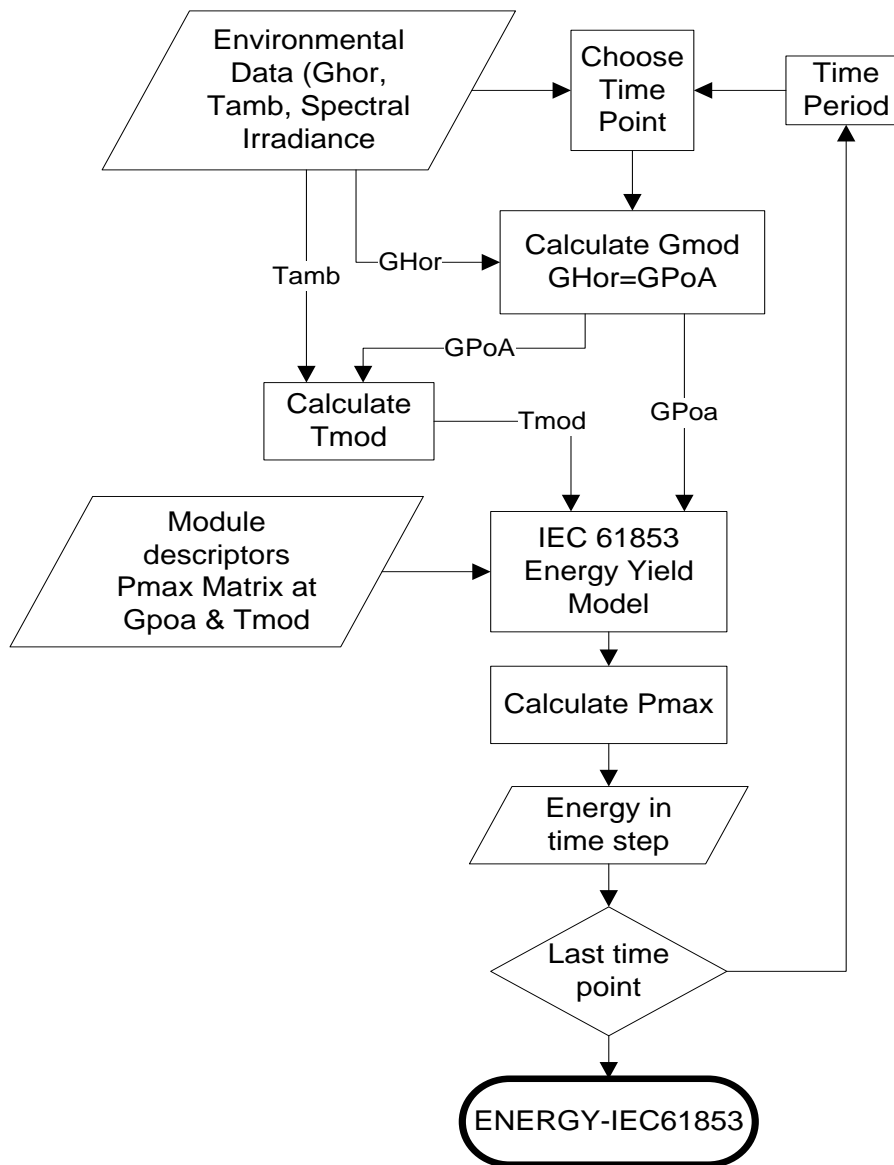 Environmental
Data (Ghor,
Tamb, Spectral
Irradiance
Choose
Time
Point
Time
Period
Calculate Gmod
GHor=GPoA
Tamb
GHor
GPoA
GPoa
Calculate
Tmod
Tmod
Module
descriptors
Pmax Matrix at
Gpoa & Tmod
IEC 61853
Energy Yield
Model
Calculate Pmax
Energy in
time step
Last time
point
ENERGY-IEC61853